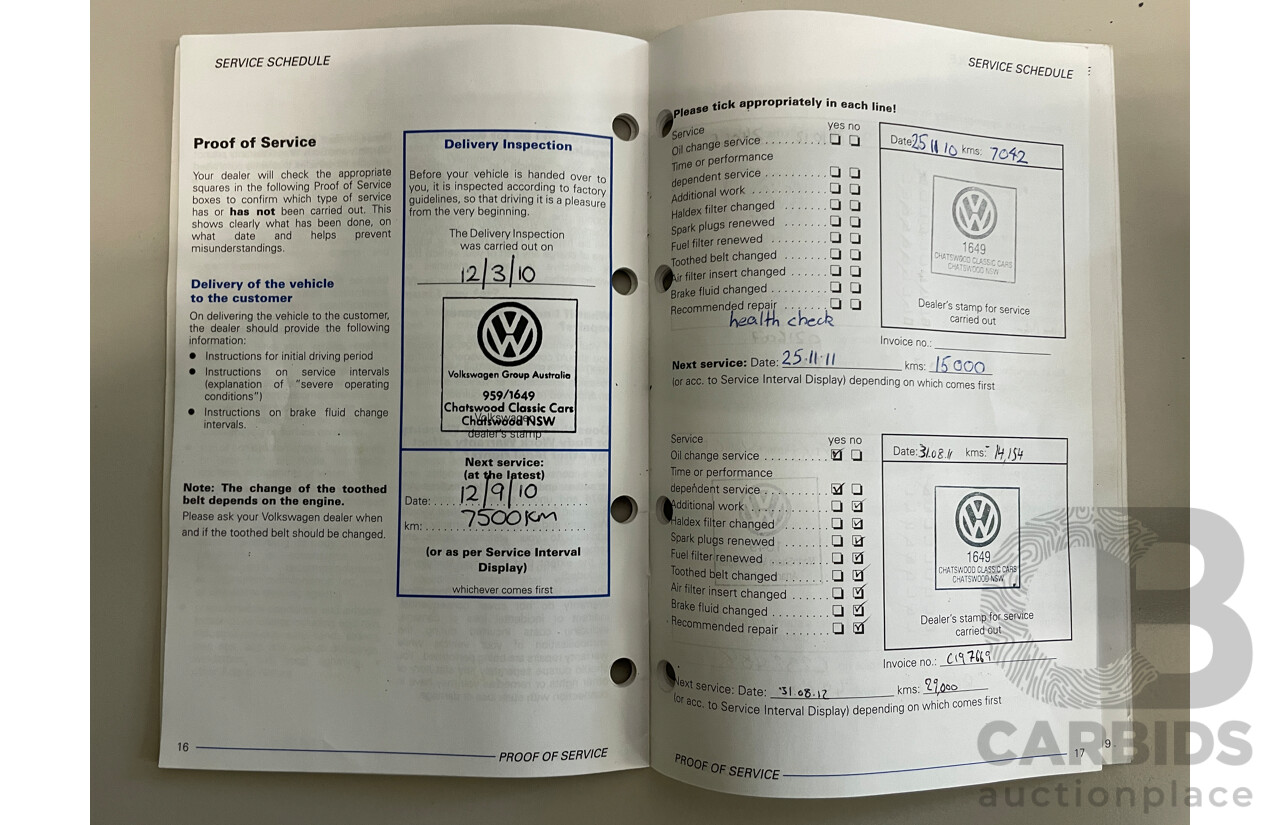 SERVICE SCHEDULE
Proof of Service
Your dealer will check the appropriate
squares in the following Proof of Service
boxes to confirm which type of service
has or has not been carried out. This
shows clearly what has been done, on
what date and helps prevent
misunderstandings.
Delivery of the vehicle
to the customer
On delivering the vehicle to the customer,
the dealer should provide the following
information:
● Instructions for initial driving period
● Instructions on service intervals
(explanation of "severe operating
conditions")
● Instructions on brake fluid change
intervals.
Note: The change of the toothed
belt depends on the engine.
Please ask your Volkswagen dealer when
and if the toothed belt should be changed.
Delivery Inspection
Before your vehicle is handed over to
you, it is inspected according to factory
guidelines, so that driving it is a pleasure
from the very beginning.
The Delivery Inspection
was carried out on
12/3/10
Volkswagen Group Australia
959/1649
Chatswood Classic Cars
Volkswagen
Chatswood NSW
dealer's stamp
Next service:
(at the latest)
Date: 12/9/10
km: 7500KM
(or as per Service Interval
Display)
whichever comes first
16
PROOF OF SERVICE
SERVICE SCHEDULE
Please tick appropriately in each line!
Service yes no
Oil change service
Time or performance
dependent service
Additional work
Haldex filter changed
Spark plugs renewed
Fuel filter renewed
Toothed belt changed
Air filter insert changed
Brake fluid changed
Recommended repair
health check
Date 25 11 10 kms: 7042
1649
CHATSWOOD CLASSIC CARS
CHATSWOOD NSW
Dealer's stamp for service
carried out
Invoice no.:
Next service: Date: 25.11.11 kms: 15000
(or acc. to Service Interval Display) depending on which comes first
Service yes no
Oil change service
Time or performance
dependent service
Additional work
Haldex filter changed
Spark plugs renewed
Fuel filter renewed
Toothed belt changed
Air filter insert changed
Brake fluid changed
Recommended repair
Date: 31.08.11 kms: 14,154
1649
CHATSWOOD CLASSIC CARS
CHATSWOOD NSW
Dealer's stamp for service
carried out
Invoice no.: C197669
Next service: Date: 31.08.12 kms: 29,000
(or acc. to Service Interval Display) depending on which comes first
PROOF OF SERVICE
17
9
CARBIDS
auctionplace